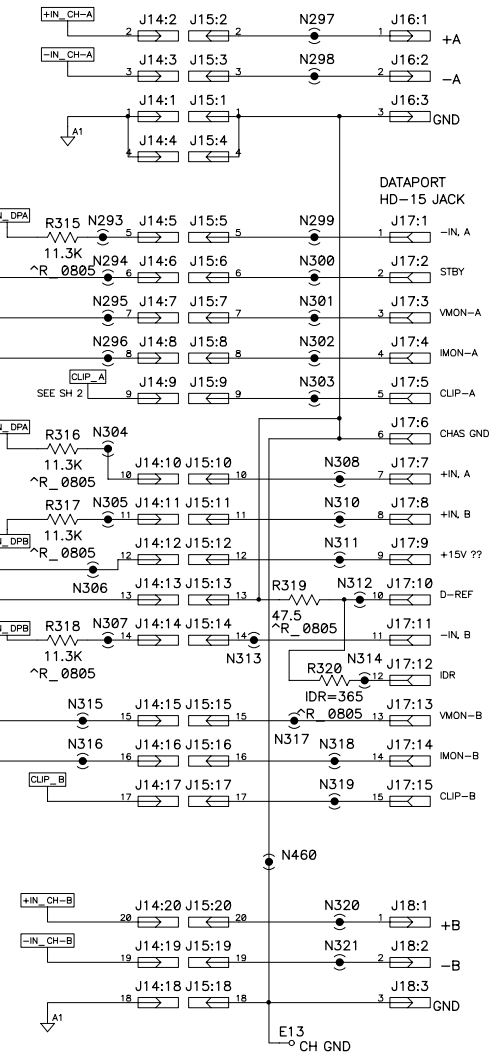 +IN_CH-A J14:2 J15:2 N297 J16:1
2 2 1 +A
-IN_CH-A J14:3 J15:3 N298 J16:2
3 3 2 -A
J14:1 J15:1 J16:3
1 1 3 GND
A1
J14:4 J15:4
4 4
DATAPORT
HD-15 JACK
N_DPA R315 N293 J14:5 J15:5 N299 J17:1
5 5 1 -IN, A
11.3K
^R_0805
N294 J14:6 J15:6 N300 J17:2
6 6 2 STBY
N295 J14:7 J15:7 N301 J17:3
7 7 3 VMON-A
N296 J14:8 J15:8 N302 J17:4
8 8 4 IMON-A
CLIP_A J14:9 J15:9 N303 J17:5
SEE SH 2 9 9 5 CLIP-A
J17:6
6 CHAS GND
N_DPA R316 N304
11.3K
^R_0805
J14:10 J15:10 N308 J17:7
10 10 7 +IN, A
R317 N305 J14:11 J15:11 N310 J17:8
11 11 8 +IN, B
11.3K
N_DPB ^R_0805
J14:12 J15:12 N311 J17:9
12 12 9 +15V ??
N306
J14:13 J15:13 R319 N312 J17:10
13 13 10 D-REF
47.5
^R_0805
N_DPB R318 N307 J14:14 J15:14 J17:11
14 14 11 -IN, B
11.3K
^R_0805
N313
R320 N314 J17:12
12 IDR
IDR=365
^R_0805
N315 J14:15 J15:15 J17:13
15 15 13 VMON-B
N317
N316 J14:16 J15:16 N318 J17:14
16 16 14 IMON-B
CLIP_B J14:17 J15:17 N319 J17:15
17 17 15 CLIP-B
N460
+IN_CH-B J14:20 J15:20 N320 J18:1
20 20 1 +B
-IN_CH-B J14:19 J15:19 N321 J18:2
19 19 2 -B
J14:18 J15:18 J18:3
18 18 3 GND
A1
E13
CH GND